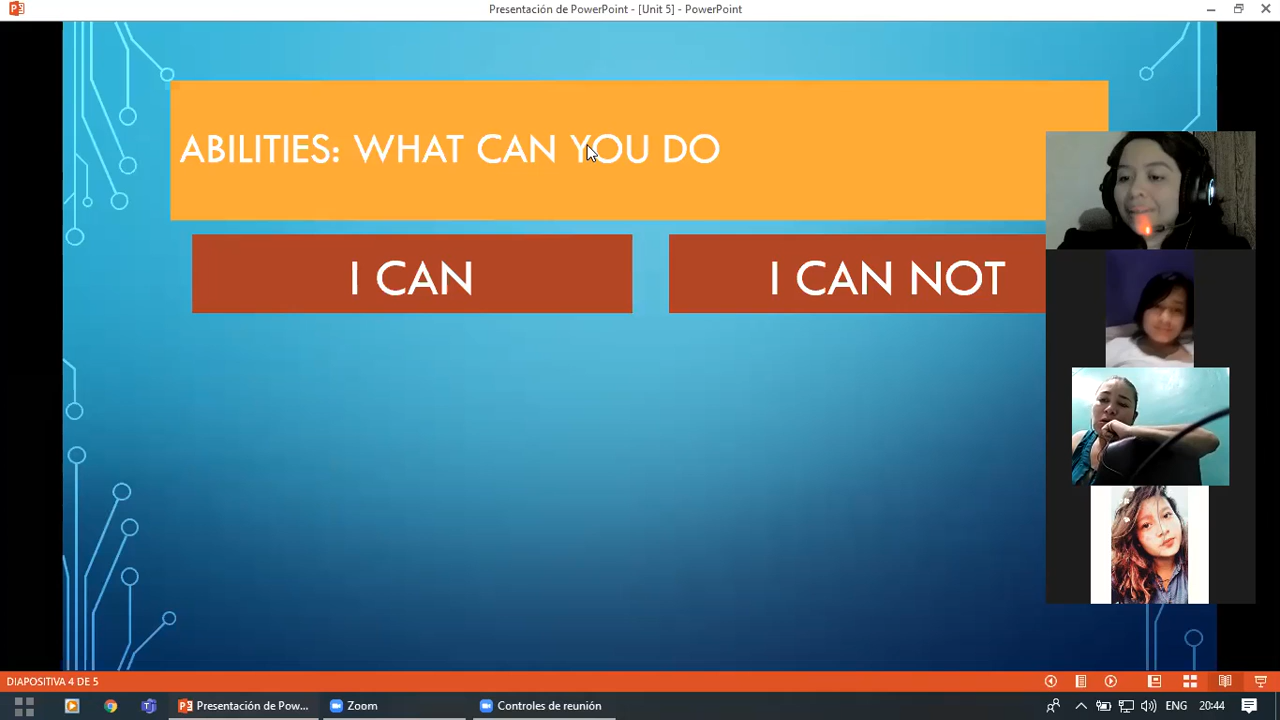 Presentación de PowerPoint - [Unit 5] - PowerPoint
ABILITIES: WHAT CAN YOU DO
I CAN
I CAN NOT
DIAPOSITIVA 4 DE 5
Presentación de Pow...
Zoom
Controles de reunión
ENG
20:44